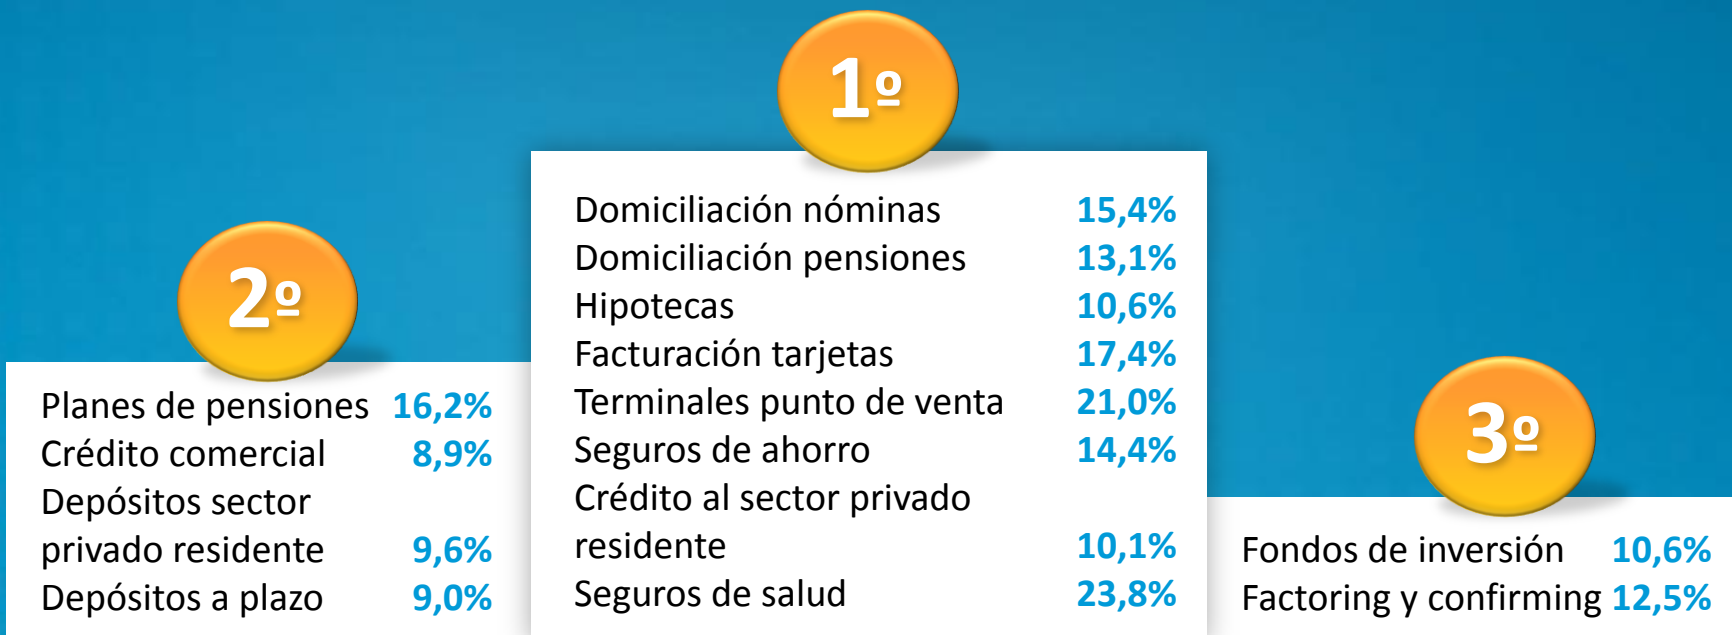 1º
Domiciliación nóminas 15,4%
Domiciliación pensiones 13,1%
Hipotecas 10,6%
Facturación tarjetas 17,4%
Terminales punto de venta 21,0%
Seguros de ahorro 14,4%
Crédito al sector privado
residente 10,1%
Seguros de salud 23,8%
2º
Planes de pensiones 16,2%
Crédito comercial 8,9%
Depósitos sector
privado residente 9,6%
Depósitos a plazo 9,0%
3º
Fondos de inversión 10,6%
Factoring y confirming 12,5%